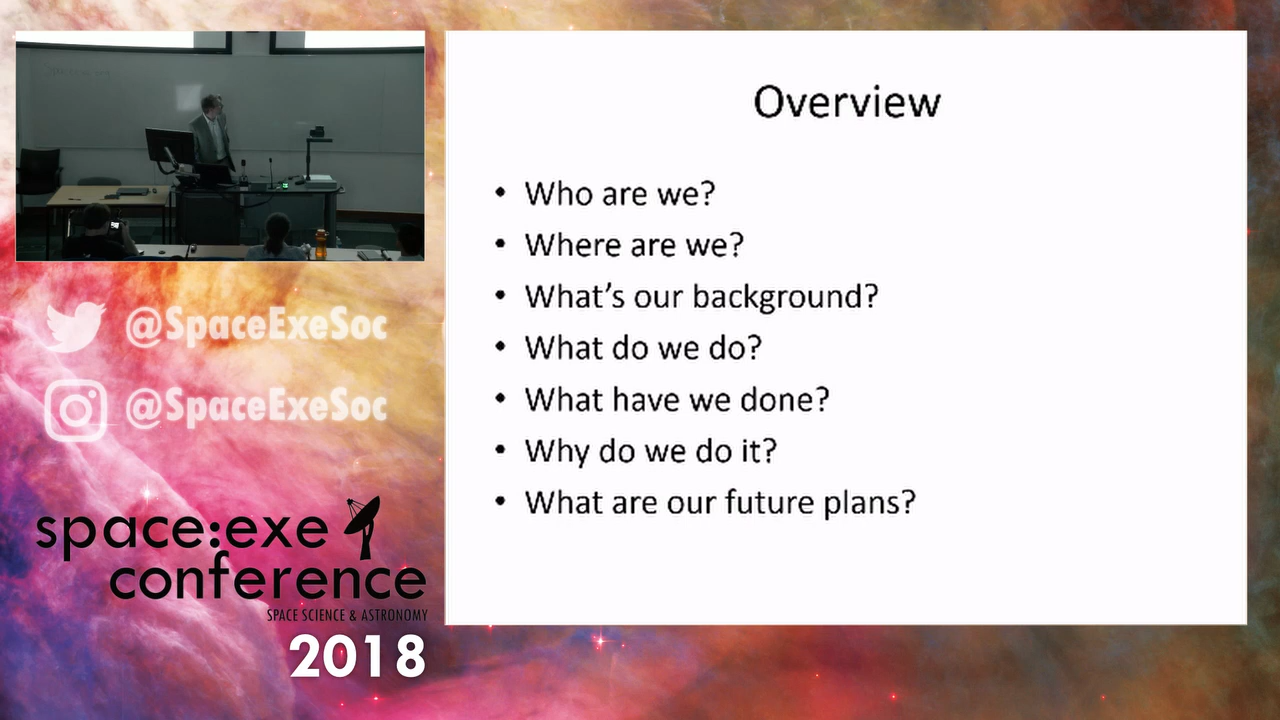 Overview
• Who are we?
• Where are we?
• What's our background?
• What do we do?
• What have we done?
• Why do we do it?
• What are our future plans?
@SpaceExeSoc
@SpaceExeSoc
space:exe
conference
SPACE SCIENCE & ASTRONOMY
2018